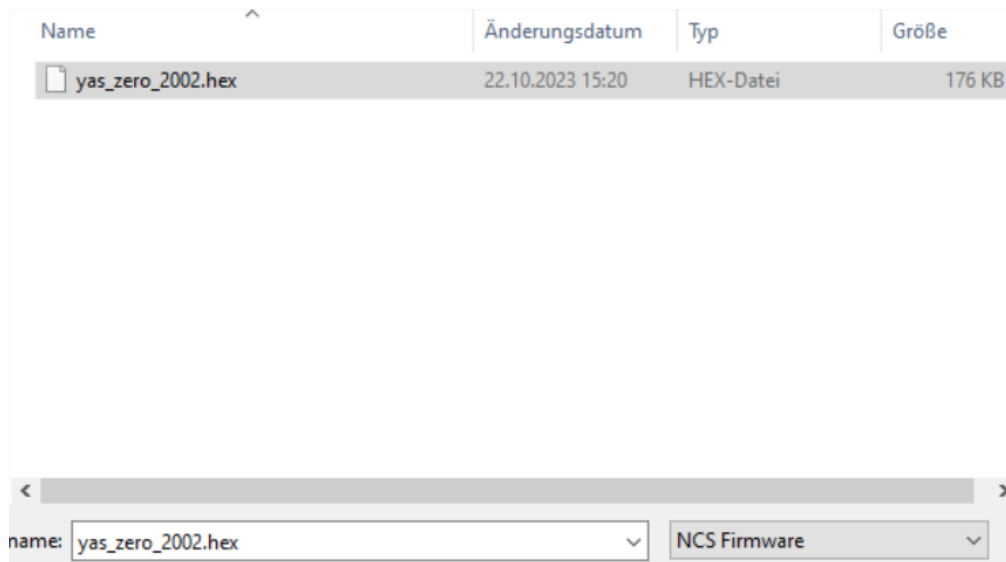 Name Änderungsdatum Typ Größe
yas_zero_2002.hex 22.10.2023 15:20 HEX-Datei 176 KB
name: yas_zero_2002.hex NCS Firmware